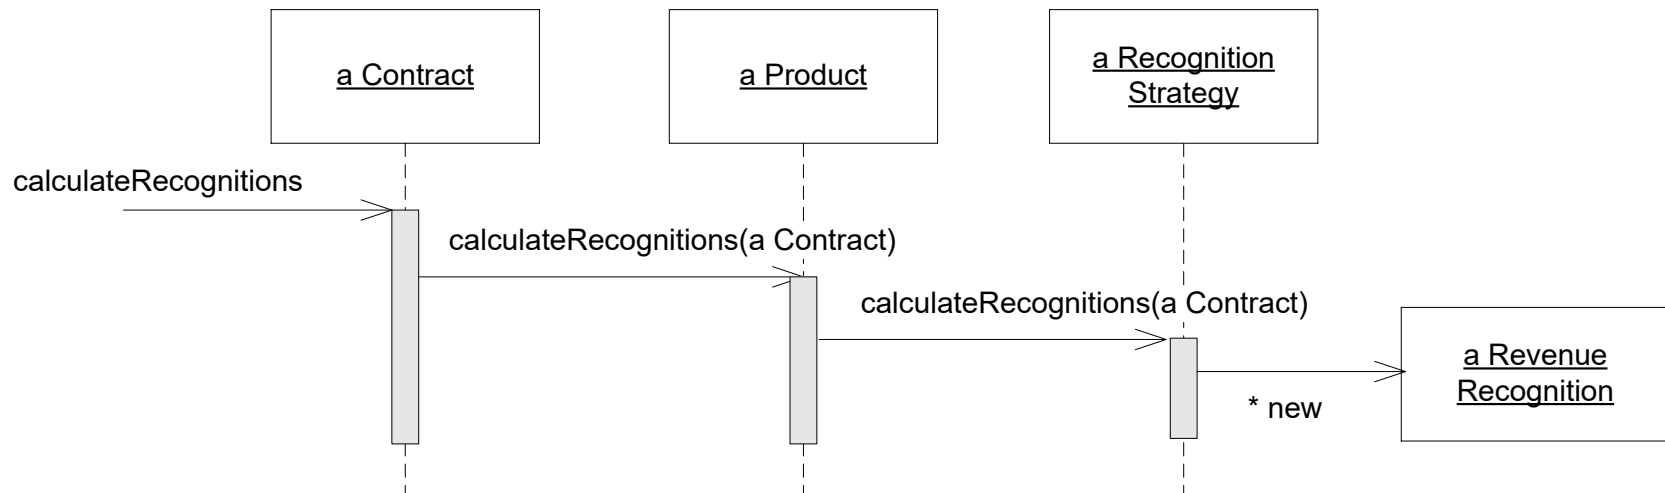 a Contract
a Product
a Recognition
Strategy
calculateRecognitions
calculateRecognitions(a Contract)
calculateRecognitions(a Contract)
a Revenue
Recognition
* new